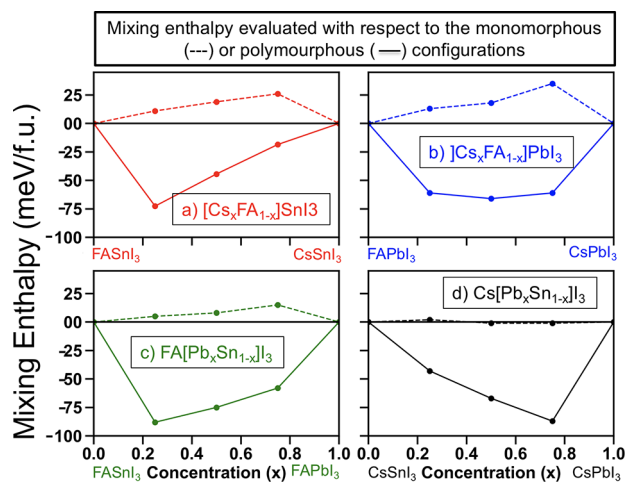 Mixing enthalpy evaluated with respect to the monomorphous
(---) or polymourphous ( — ) configurations
Mixing Enthalpy (meV/f.u.)
25
00
−25
−50
−75
−100
a) [CsₓFA₁₋ₓ]SnI3
FASnI₃
CsSnI₃
b) ]CsₓFA₁₋ₓ]PbI₃
FAPbI₃
CsPbI₃
25
00
−25
−50
−75
−100
c) FA[PbₓSn₁₋ₓ]I₃
d) Cs[PbₓSn₁₋ₓ]I₃
0.0 0.2 0.4 0.6 0.8 1.0
0.0 0.2 0.4 0.6 0.8 1.0
FASnI₃ Concentration (x) FAPbI₃
CsSnI₃ Concentration (x) CsPbI₃